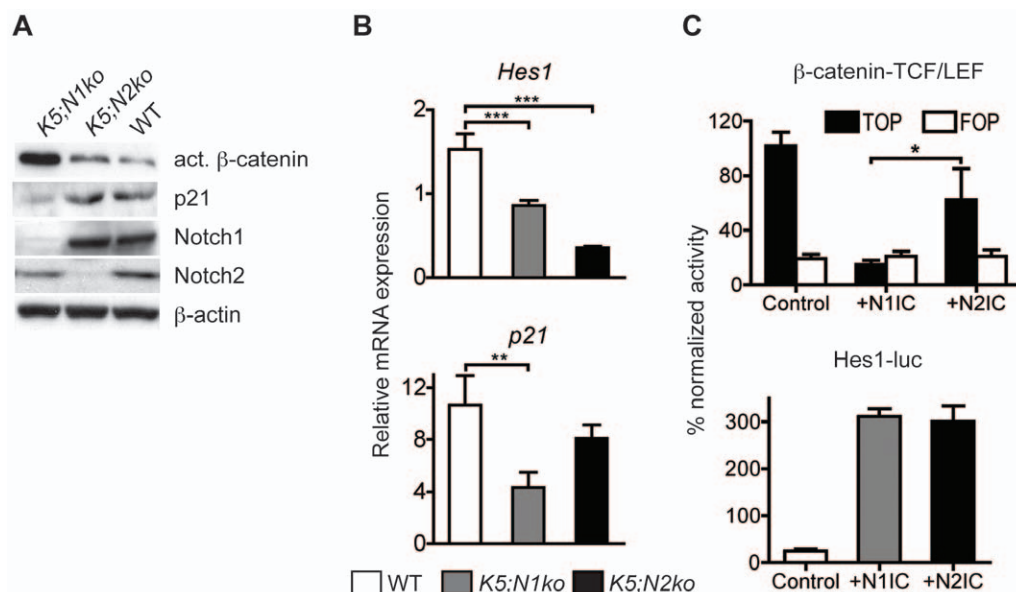 A
K5;N1ko
K5;N2ko
WT
act. β-catenin
p21
Notch1
Notch2
β-actin
B
Relative mRNA expression
Hes1
***
***
2
1
0
p21
**
12
8
4
0
WT
K5;N1ko
K5;N2ko
C
% normalized activity
β-catenin-TCF/LEF
TOP
FOP
*
120
80
40
0
Control
+N1IC
+N2IC
Hes1-luc
300
200
100
0
Control
+N1IC
+N2IC